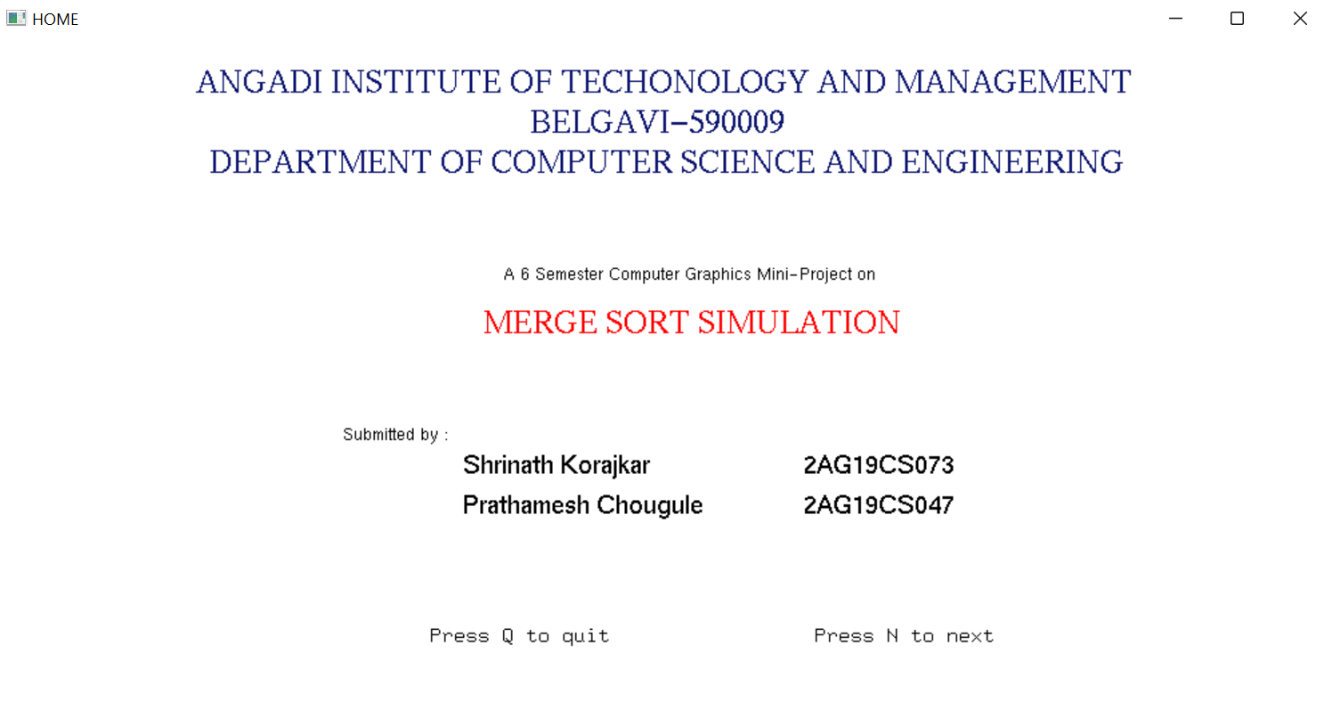 HOME
ANGADI INSTITUTE OF TECHONOLOGY AND MANAGEMENT
BELGAVI-590009
DEPARTMENT OF COMPUTER SCIENCE AND ENGINEERING
A 6 Semester Computer Graphics Mini-Project on
MERGE SORT SIMULATION
Submitted by :
Shrinath Korajkar 2AG19CS073
Prathamesh Chougule 2AG19CS047
Press Q to quit Press N to next